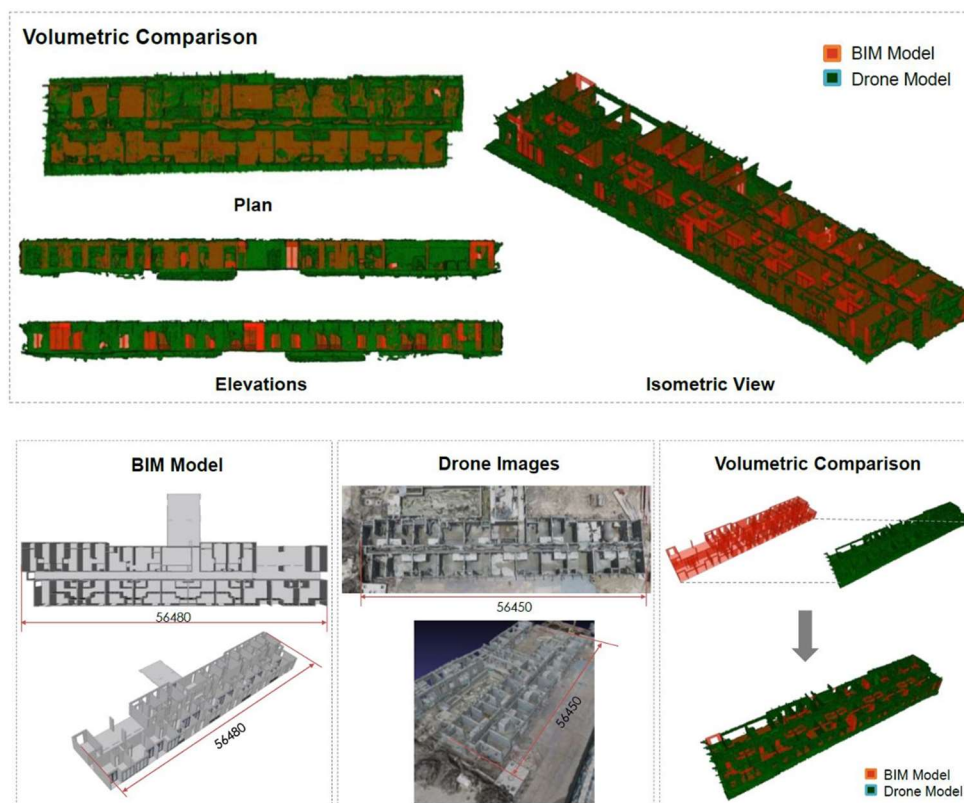 Volumetric Comparison
BIM Model
Drone Model
Plan
Elevations
Isometric View
BIM Model
Drone Images
Volumetric Comparison
56480
56450
56480
56450
BIM Model
Drone Model